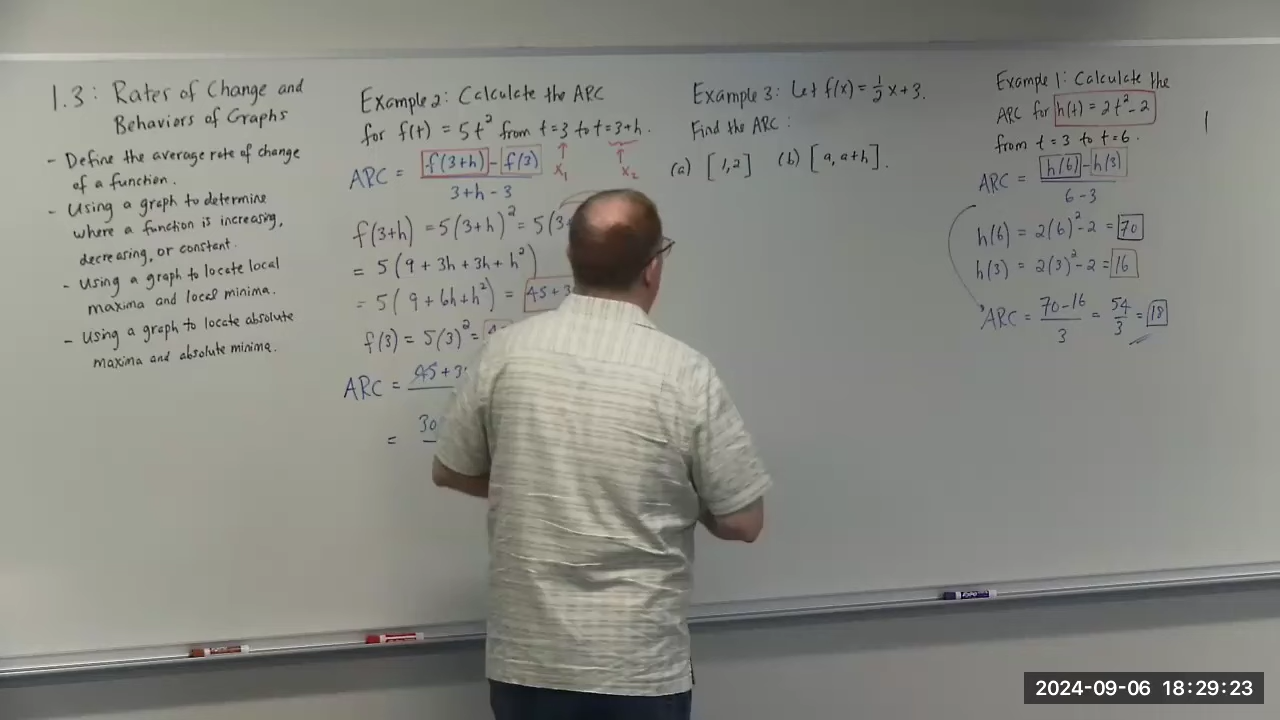 1.3: Rates of Change and
Behaviors of Graphs
- Define the average rate of change
of a function.
- Using a graph to determine
where a function is increasing,
decreasing, or constant.
- Using a graph to locate local
maxima and local minima.
- Using a graph to locate absolute
maxima and absolute minima.
Example 2: Calculate the ARC
for f(t) = 5t² from t=3 to t=3+h.
ARC = f(3+h) - f(3) / 3+h-3
x₁ x₂
f(3+h) = 5(3+h)² = 5(3
= 5(9+3h+3h+h²)
= 5(9+6h+h²) = 45+3
f(3) = 5(3)² =
ARC = 45+3
= 30
Example 3: Let f(x) = ½x+3.
Find the ARC:
(a) [1,2] (b) [a, a+h].
Example 1: Calculate the
ARC for h(t) = 2t²-2
from t=3 to t=6.
ARC = h(6)-h(3) / 6-3
h(6) = 2(6)²-2 = 70
h(3) = 2(3)²-2 = 16
ARC = 70-16 / 3 = 54/3 = 18
2024-09-06 18:29:23